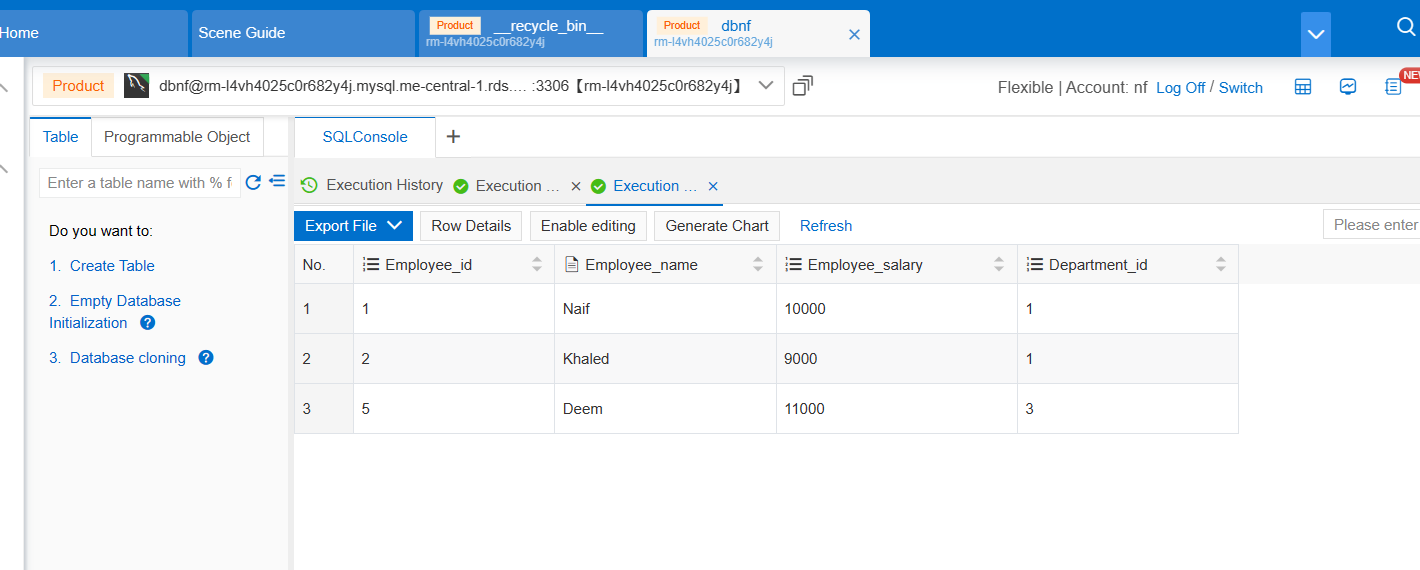 Home
Scene Guide
Product __recycle_bin__
rm-l4vh4025c0r682y4j
Product dbnf
rm-l4vh4025c0r682y4j
Product dbnf@rm-l4vh4025c0r682y4j.mysql.me-central-1.rds.... :3306【rm-l4vh4025c0r682y4j】
Flexible | Account: nf Log Off / Switch
NEW
Table Programmable Object
Enter a table name with % f
Do you want to:
1. Create Table
2. Empty Database
Initialization ?
3. Database cloning ?
SQLConsole +
Execution History Execution ... × Execution ... ×
Export File Row Details Enable editing Generate Chart Refresh
Please enter
No. Employee_id Employee_name Employee_salary Department_id
1 1 Naif 10000 1
2 2 Khaled 9000 1
3 5 Deem 11000 3